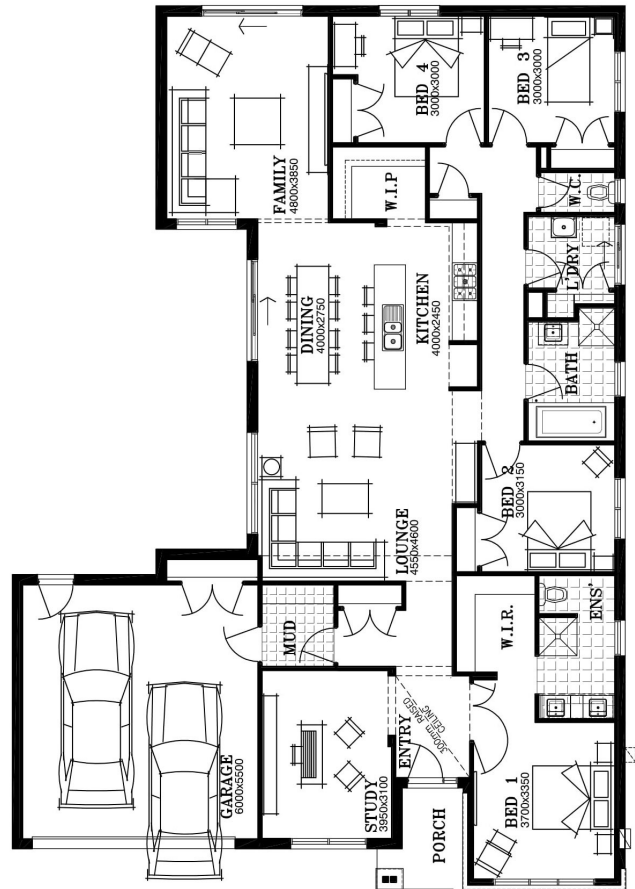 BED 4
3000x3000
BED 3
3000x3000
FAMILY
4800x3850
W.I.P
W.C.
L'DRY
DINING
4000x2750
KITCHEN
4000x2450
BATH
LOUNGE
4550x4600
BED 2
3000x3150
MUD
W.I.R.
ENS'
GARAGE
6000x5500
STUDY
3950x3100
ENTRY
300mm RAISED
CEILING
PORCH
BED 1
3700x3350